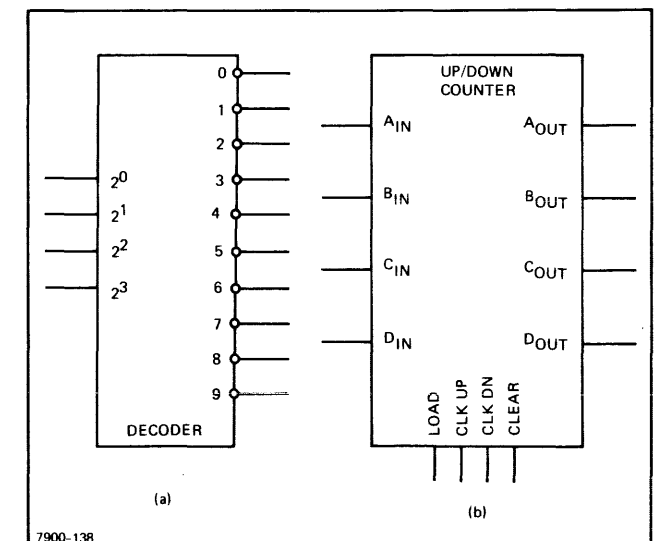 0
1
2
3
4
5
6
7
8
9
2⁰
2¹
2²
2³
DECODER
(a)
UP/DOWN
COUNTER
A_IN
A_OUT
B_IN
B_OUT
C_IN
C_OUT
D_IN
D_OUT
LOAD
CLK UP
CLK DN
CLEAR
(b)
7900-138